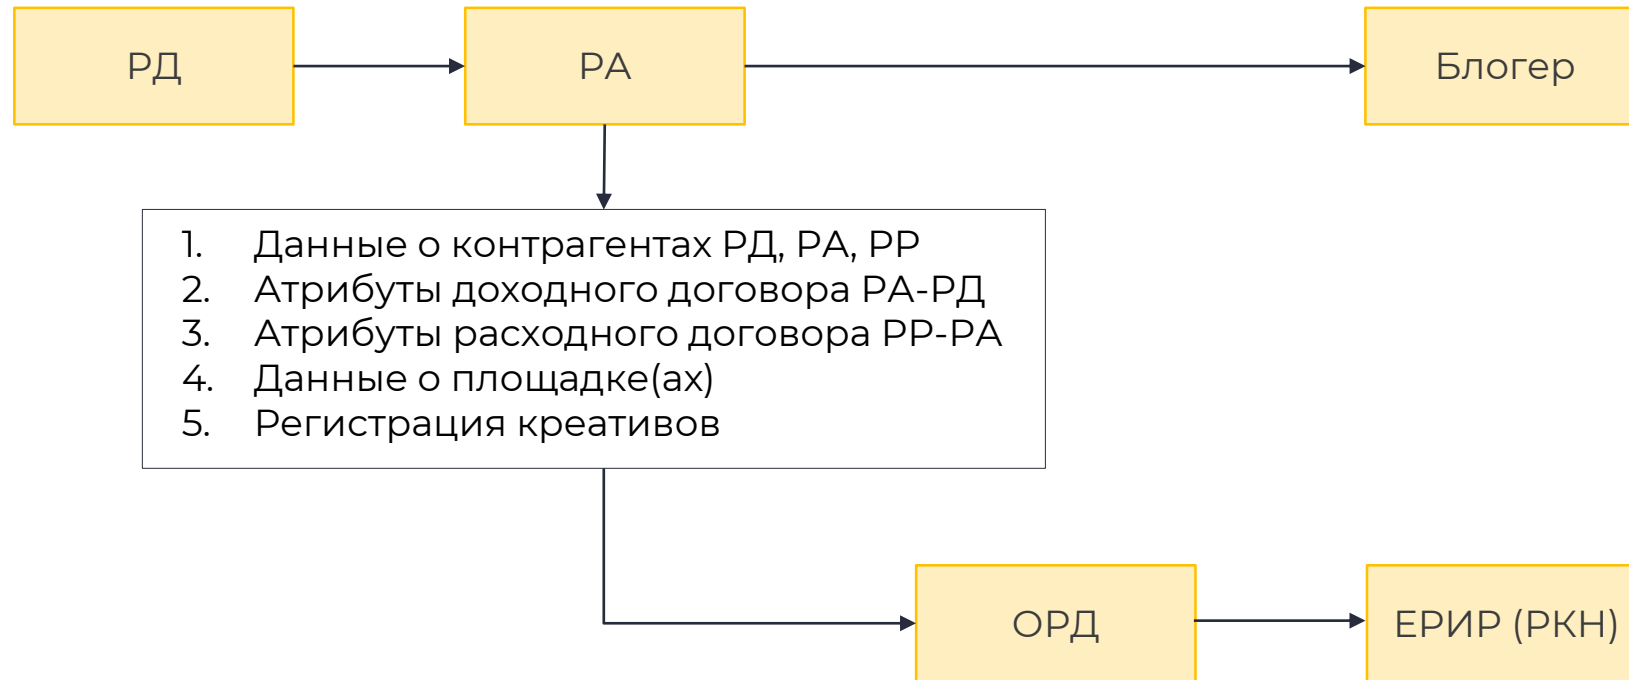 РД
РА
Блогер
1. Данные о контрагентах РД, РА, РР
2. Атрибуты доходного договора РА-РД
3. Атрибуты расходного договора РР-РА
4. Данные о площадке(ах)
5. Регистрация креативов
ОРД
ЕРИР (РКН)